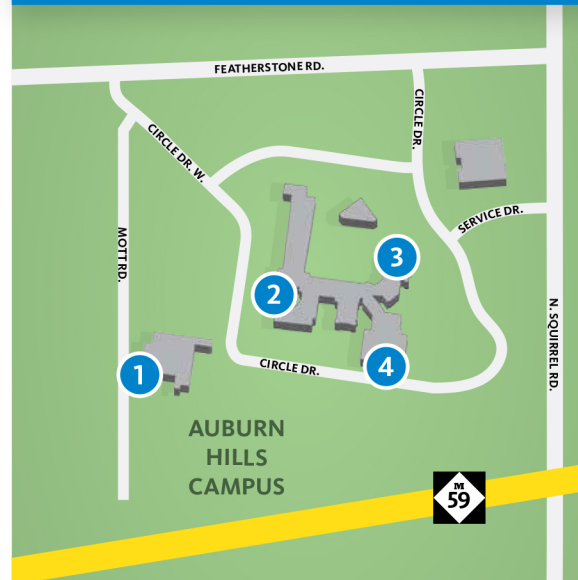 FEATHERSTONE RD.
CIRCLE DR.
CIRCLE DR. W.
SERVICE DR.
MOTT RD.
3
2
N. SQUIRREL RD.
1
CIRCLE DR.
4
AUBURN
HILLS
CAMPUS
M
59